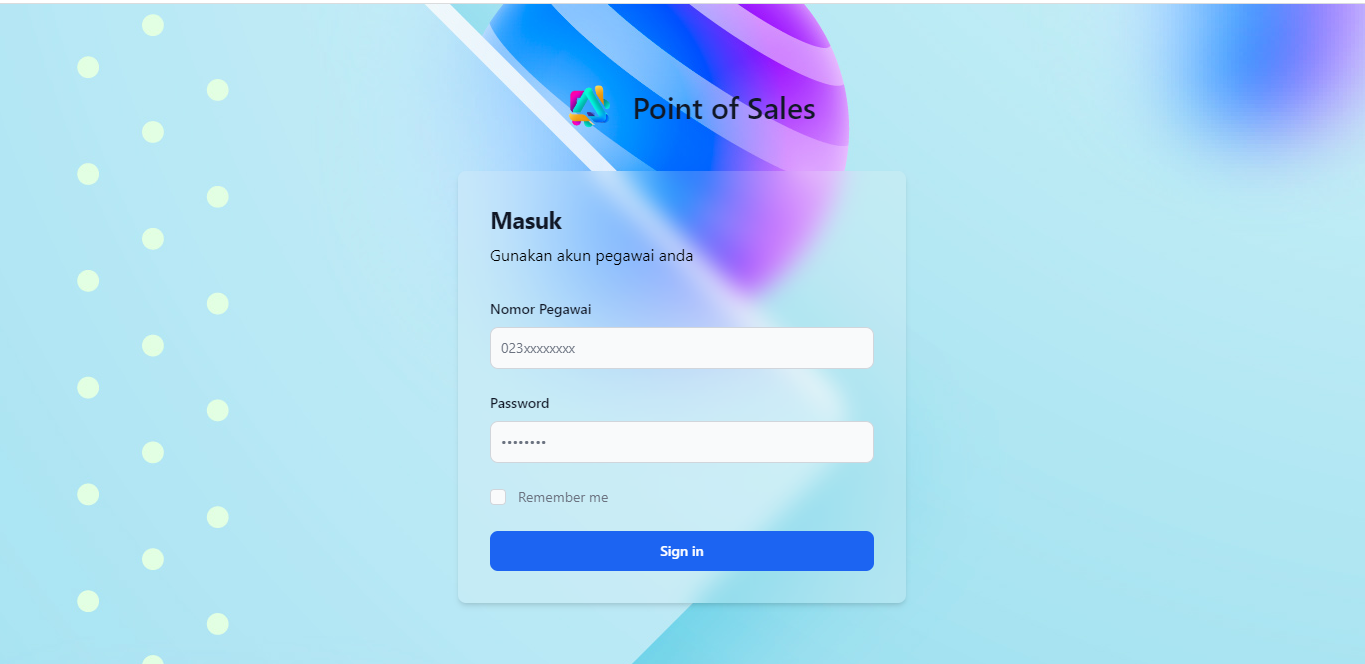 Point of Sales
Masuk
Gunakan akun pegawai anda
Nomor Pegawai
023xxxxxxxx
Password
••••••••
Remember me
Sign in